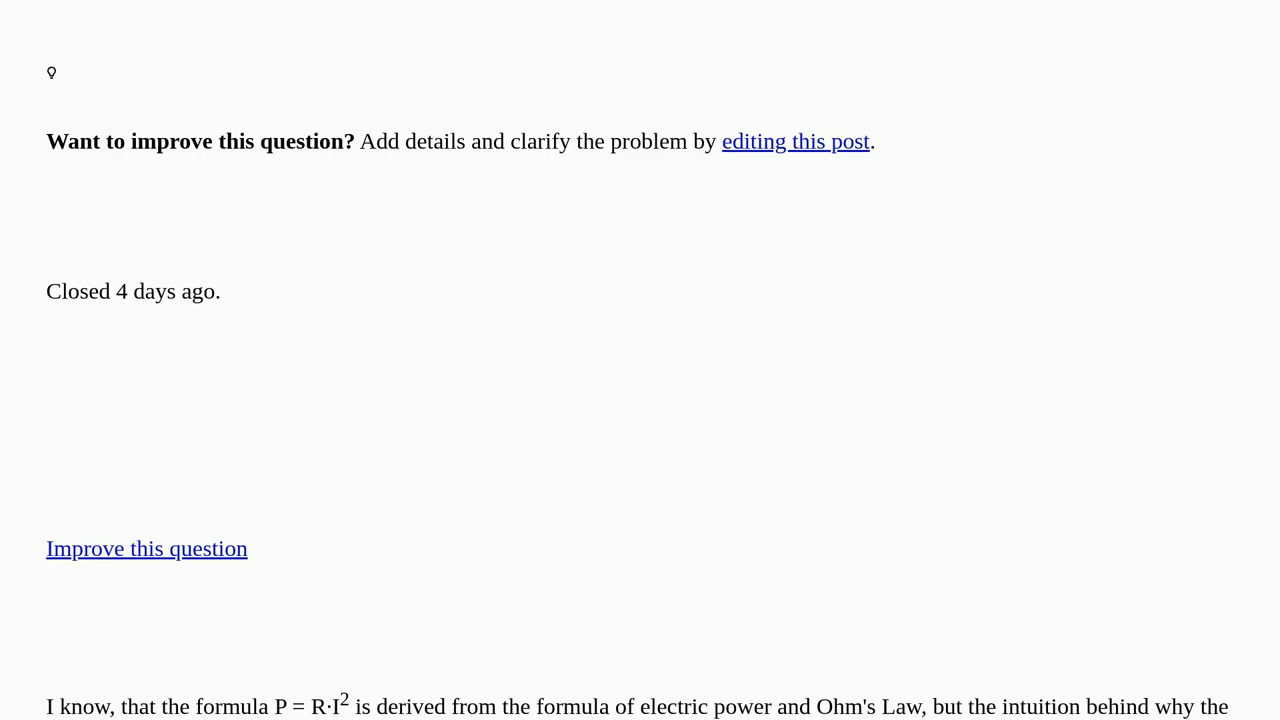 Want to improve this question? Add details and clarify the problem by editing this post.
Closed 4 days ago.
Improve this question
I know, that the formula P = R·I² is derived from the formula of electric power and Ohm's Law, but the intuition behind why the